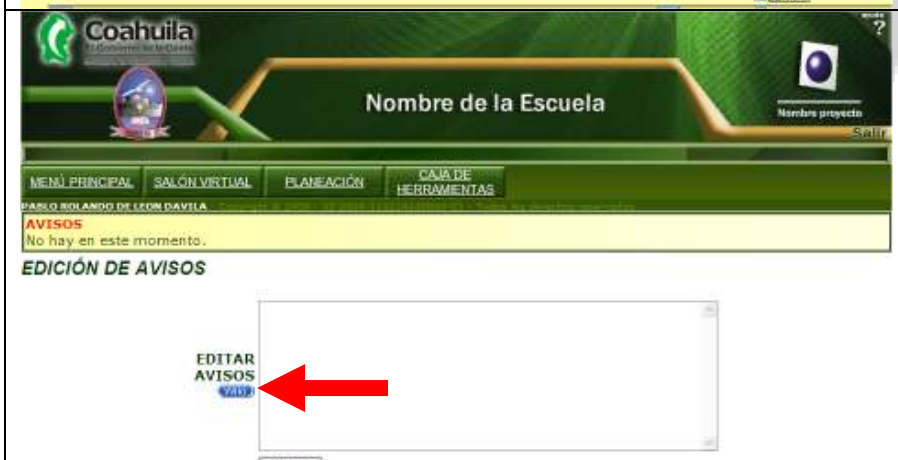 Coahuila
ayuda
?
Nombre de la Escuela
Nombre proyecto
Salir
MENÚ PRINCIPAL SALÓN VIRTUAL PLANEACIÓN CAJA DE
HERRAMIENTAS
PABLO ROLANDO DE LEON DAVILA
AVISOS
No hay en este momento.
EDICIÓN DE AVISOS
EDITAR
AVISOS